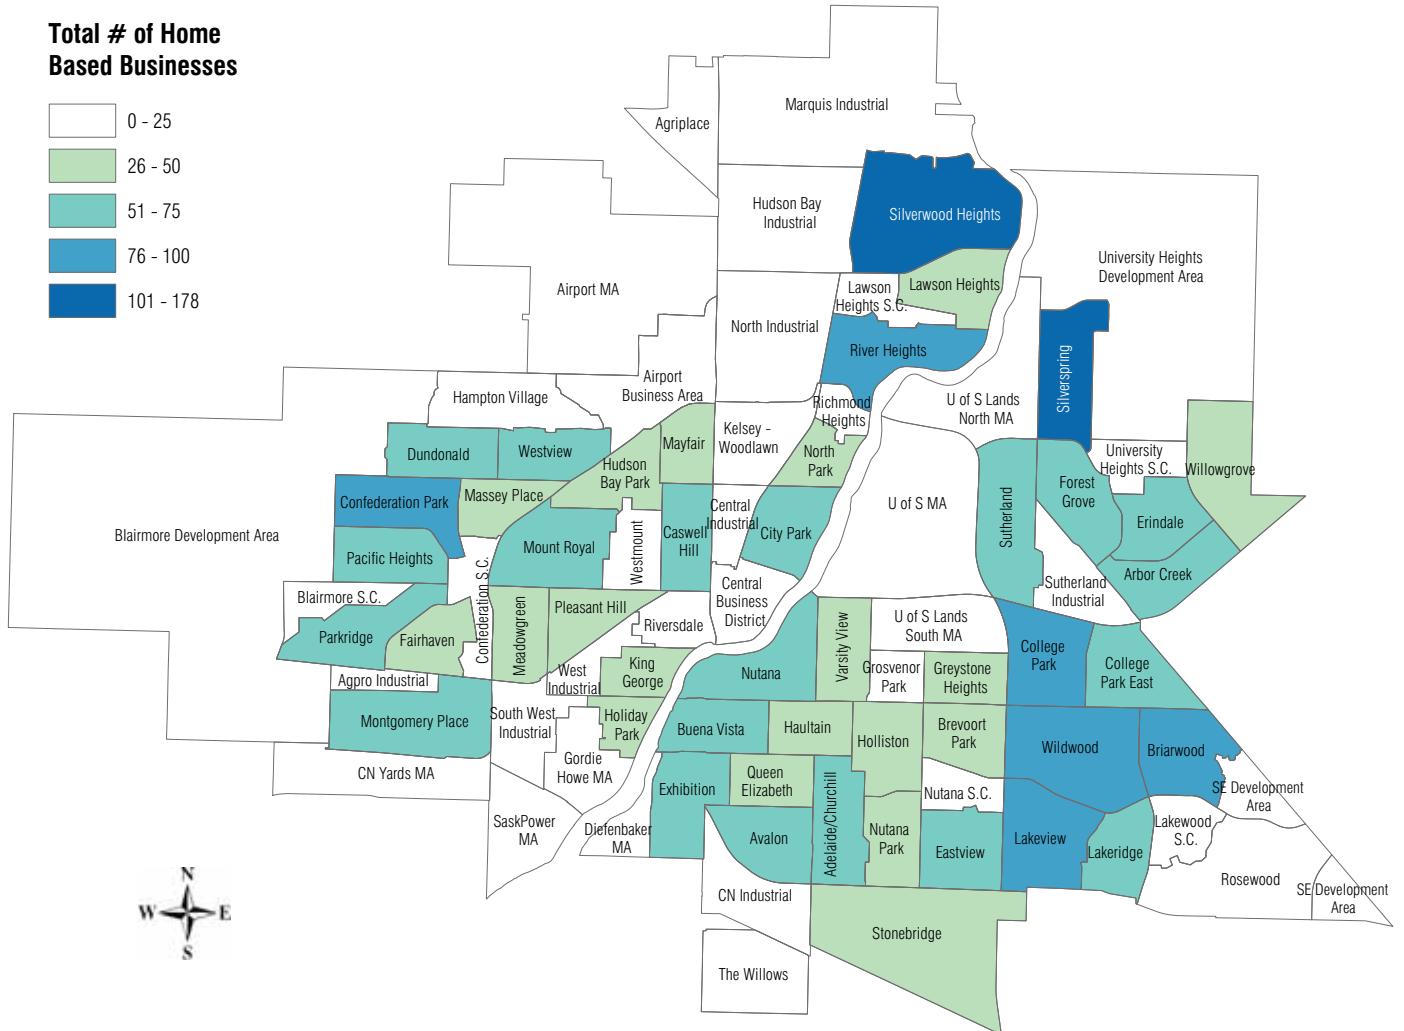 Total # of Home
Based Businesses
0 - 25
26 - 50
51 - 75
76 - 100
101 - 178
Marquis Industrial
Agriplace
Hudson Bay
Industrial
Silverwood Heights
University Heights
Development Area
Airport MA
Lawson
Heights S.C.
Lawson Heights
North Industrial
River Heights
Silverspring
Airport
Business Area
Hampton Village
Richmond
Heights
U of S Lands
North MA
Kelsey -
Woodlawn
Mayfair
Dundonald
Westview
Hudson
Bay Park
North
Park
University
Heights S.C.
Willowgrove
Forest
Grove
Confederation Park
Massey Place
Central
Industrial
U of S MA
Sutherland
Erindale
Blairmore Development Area
Caswell
Hill
City Park
Mount Royal
Westmount
Pacific Heights
Arbor Creek
Sutherland
Industrial
Central
Business
District
Blairmore S.C.
Confederation S.C.
Meadowgreen
Pleasant Hill
Riversdale
U of S Lands
South MA
Parkridge
Fairhaven
Varsity View
College
Park
College
Park East
Agpro Industrial
West
Industrial
King
George
Nutana
Grosvenor
Park
Greystone
Heights
Montgomery Place
South West
Industrial
Holiday
Park
Buena Vista
Haultain
Holliston
Brevoort
Park
Wildwood
Briarwood
CN Yards MA
Gordie
Howe MA
Exhibition
Queen
Elizabeth
Adelaide/Churchill
Nutana S.C.
SE Development
Area
SaskPower
MA
Diefenbaker
MA
Avalon
Nutana
Park
Eastview
Lakeview
Lakeridge
Lakewood
S.C.
Rosewood
SE Development
Area
CN Industrial
Stonebridge
The Willows
N
W
E
S